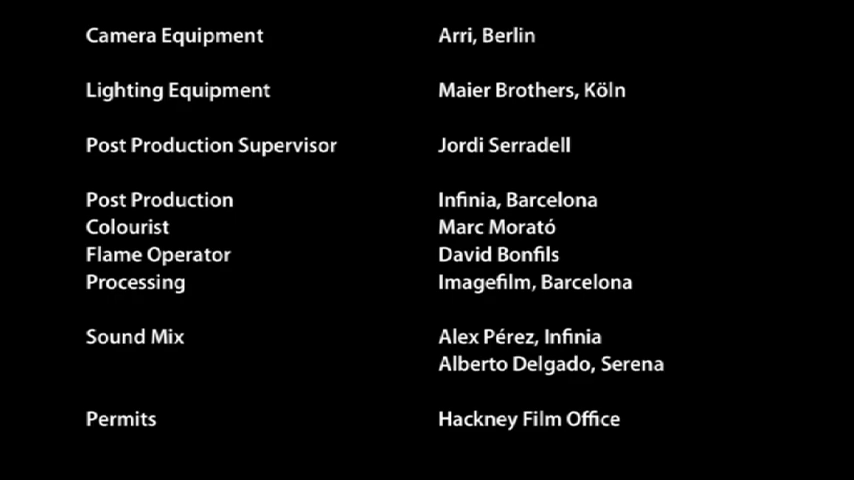 Camera Equipment Arri, Berlin
Lighting Equipment Maier Brothers, Köln
Post Production Supervisor Jordi Serradell
Post Production Infinia, Barcelona
Colourist Marc Morató
Flame Operator David Bonfils
Processing Imagefilm, Barcelona
Sound Mix Alex Pérez, Infinia
Alberto Delgado, Serena
Permits Hackney Film Office